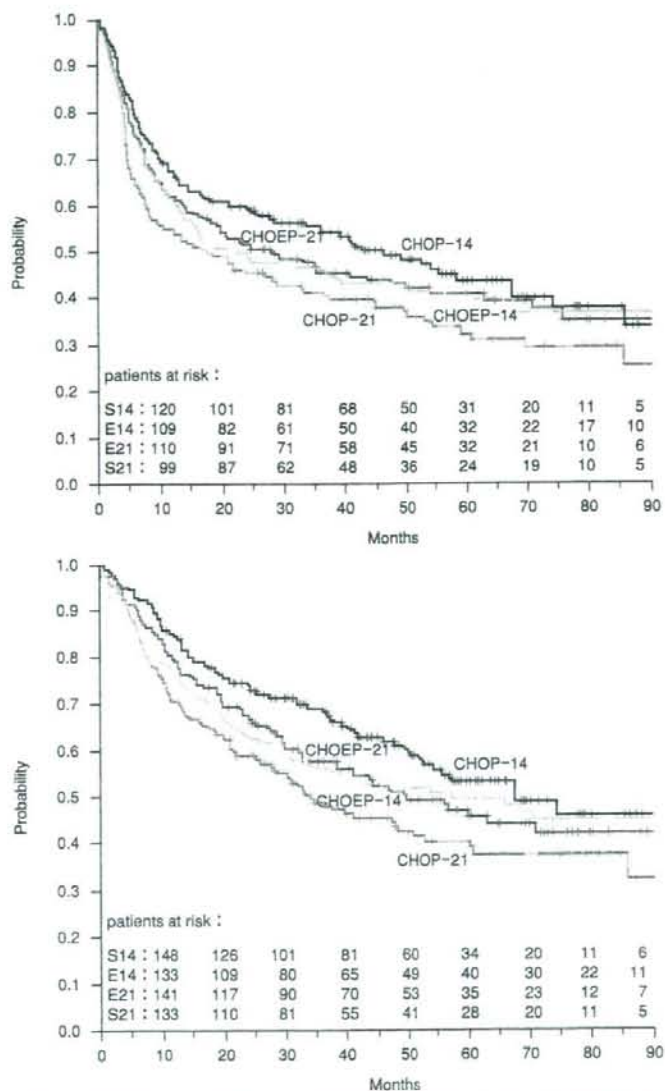 1.0
0.9
0.8
0.7
0.6
0.5
0.4
0.3
0.2
0.1
0.0
Probability
CHOEP-21
CHOP-14
CHOP-21
CHOEP-14
patients at risk :
S14 : 120 101 81 68 50 31 20 11 5
E14 : 109 82 61 50 40 32 22 17 10
E21 : 110 91 71 58 45 32 21 10 6
S21 : 99 87 62 48 36 24 19 10 5
0 10 20 30 40 50 60 70 80 90
Months
1.0
0.9
0.8
0.7
0.6
0.5
0.4
0.3
0.2
0.1
0.0
Probability
CHOEP-21
CHOP-14
CHOEP-14
CHOP-21
patients at risk :
S14 : 148 126 101 81 60 34 20 11 6
E14 : 133 109 80 65 49 40 30 22 11
E21 : 141 117 90 70 53 35 23 12 7
S21 : 133 110 81 55 41 28 20 11 5
0 10 20 30 40 50 60 70 80 90
Months